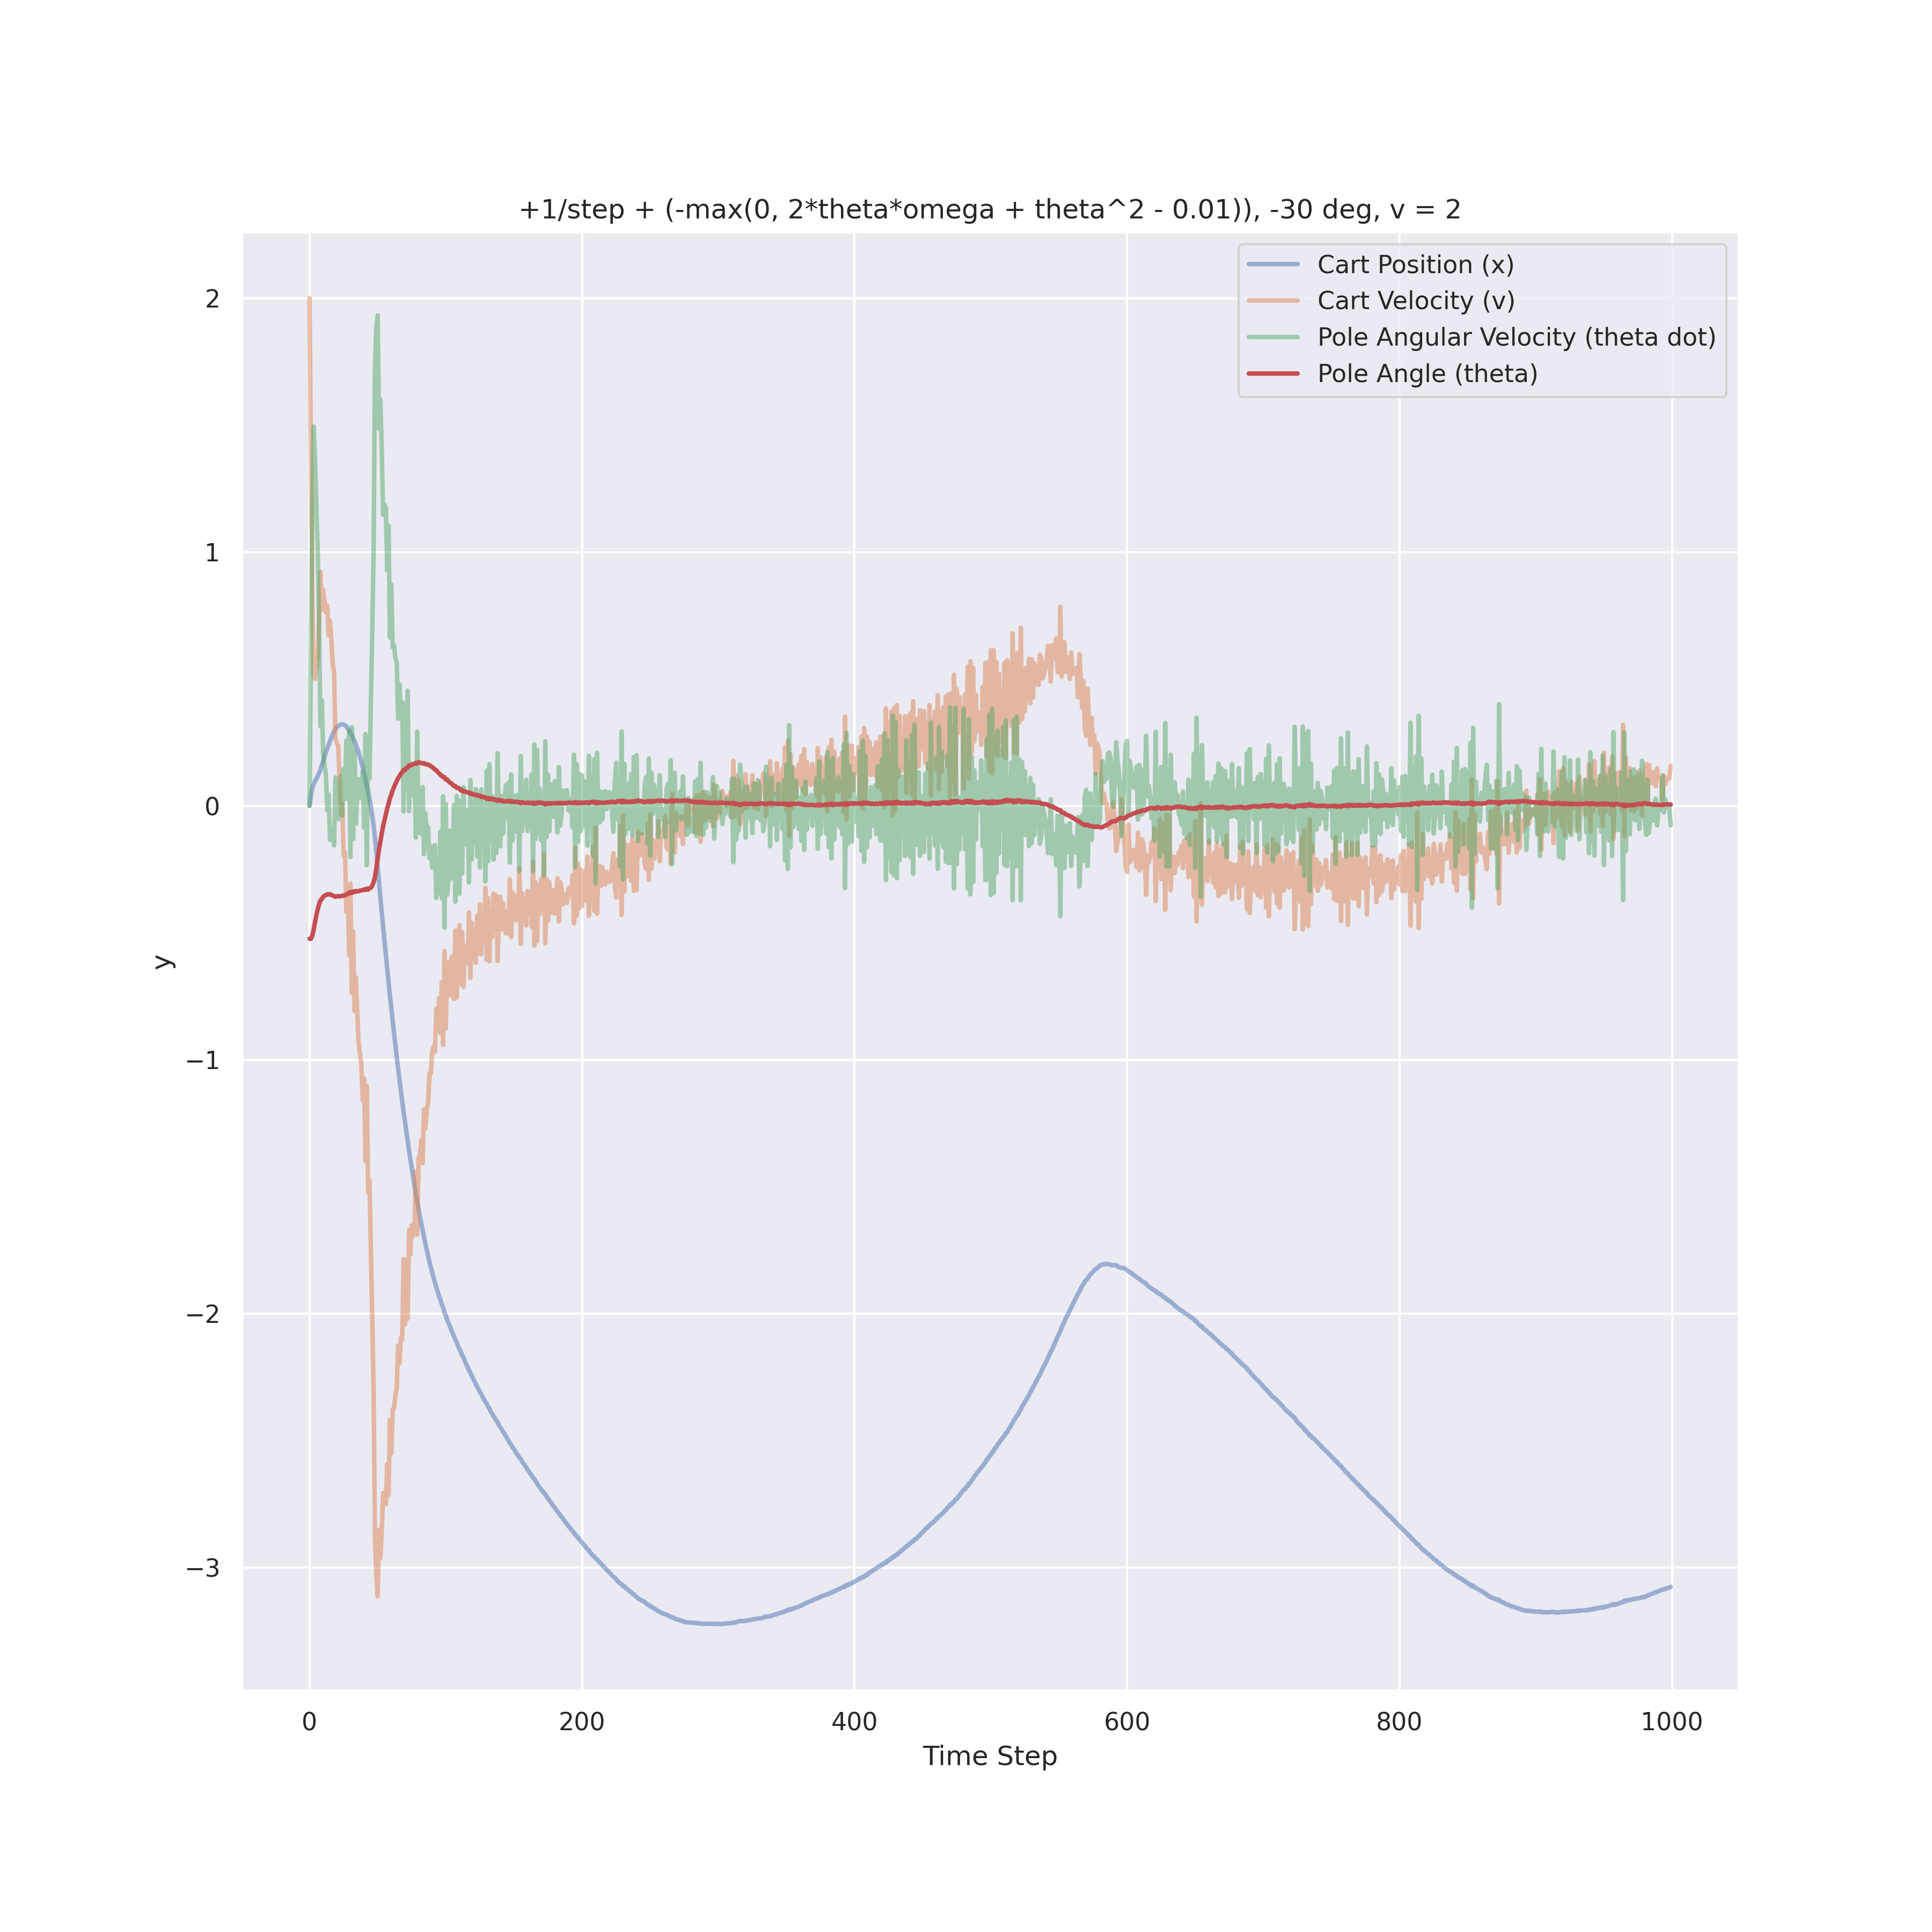 +1/step + (-max(0, 2*theta*omega + theta^2 - 0.01)), -30 deg, v = 2
Cart Position (x)
Cart Velocity (v)
Pole Angular Velocity (theta dot)
Pole Angle (theta)
2
1
0
−1
−2
−3
y
0 200 400 600 800 1000
Time Step